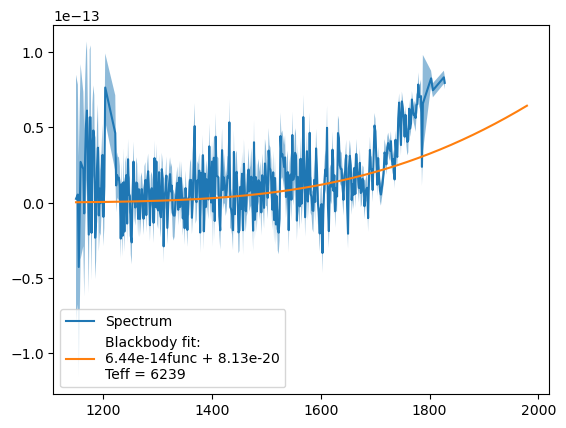 1e−13
1.0
0.5
0.0
−0.5
−1.0
Spectrum
Blackbody fit:
6.44e-14func + 8.13e-20
Teff = 6239
1200
1400
1600
1800
2000